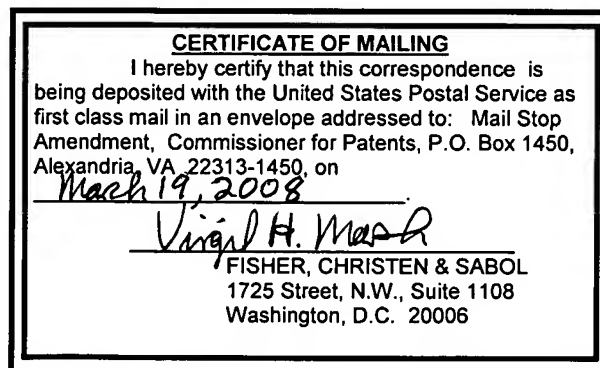 CERTIFICATE OF MAILING
I hereby certify that this correspondence is
being deposited with the United States Postal Service as
first class mail in an envelope addressed to: Mail Stop
Amendment, Commissioner for Patents, P.O. Box 1450,
Alexandria, VA 22313-1450, on
March 19, 2008.
Virgil H. Marsh
FISHER, CHRISTEN & SABOL
1725 Street, N.W., Suite 1108
Washington, D.C. 20006